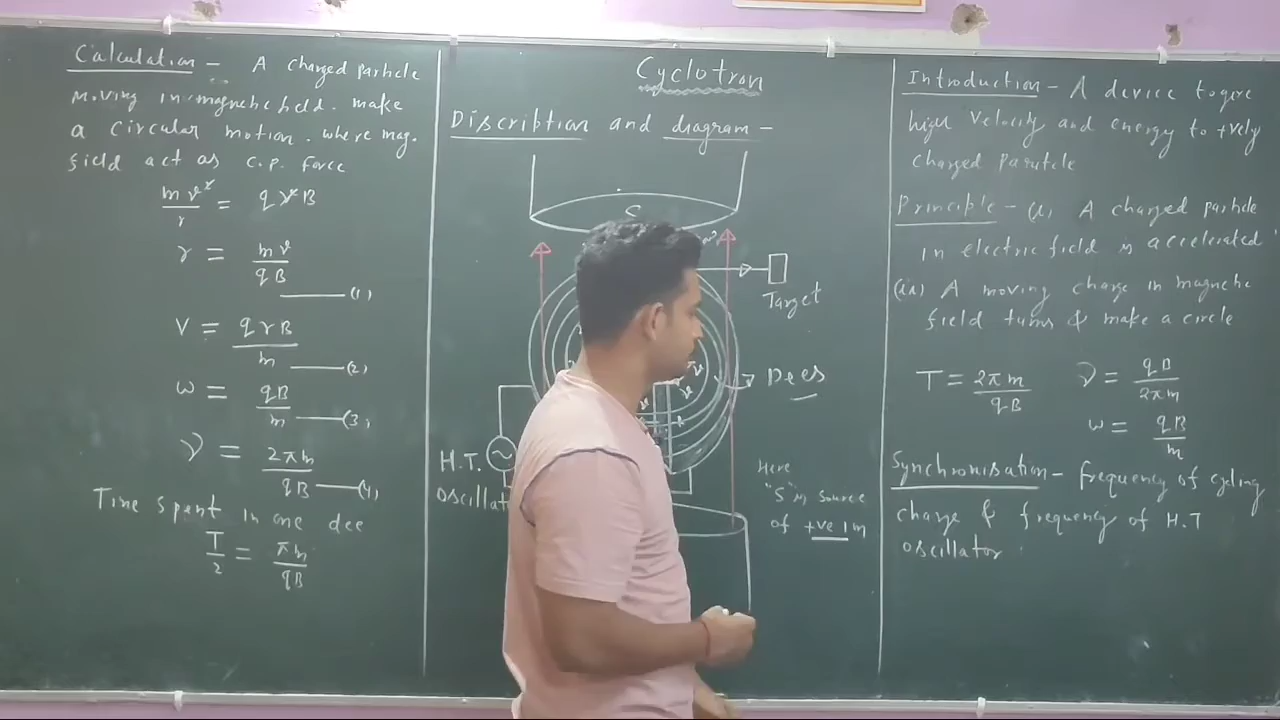 Calculation - A charged particle
moving in magnetic field. make
a circular motion. where mag.
field act as c.p. force
mv²/r = qvB
r = mv/qB —(1)
V = qrB/m —(2)
w = qB/m —(3)
ν = 2πm/qB —(4)
Time spent in one dee
T/2 = πm/qB
Cyclotron
Discription and diagram -
S
Target
Dees
H.T.
Here
"S" is source
of +ve ion
Introduction - A device to give
high velocity and energy to +vely
charged particle
Principle - (i) A charged particle
in electric field is accelerated
(ii) A moving charge in magnetic
field turns & make a circle
T = 2πm/qB ν = qB/2πm
w = qB/m
Synchronisation - frequency of cycling
charge & frequency of H.T
oscillator.